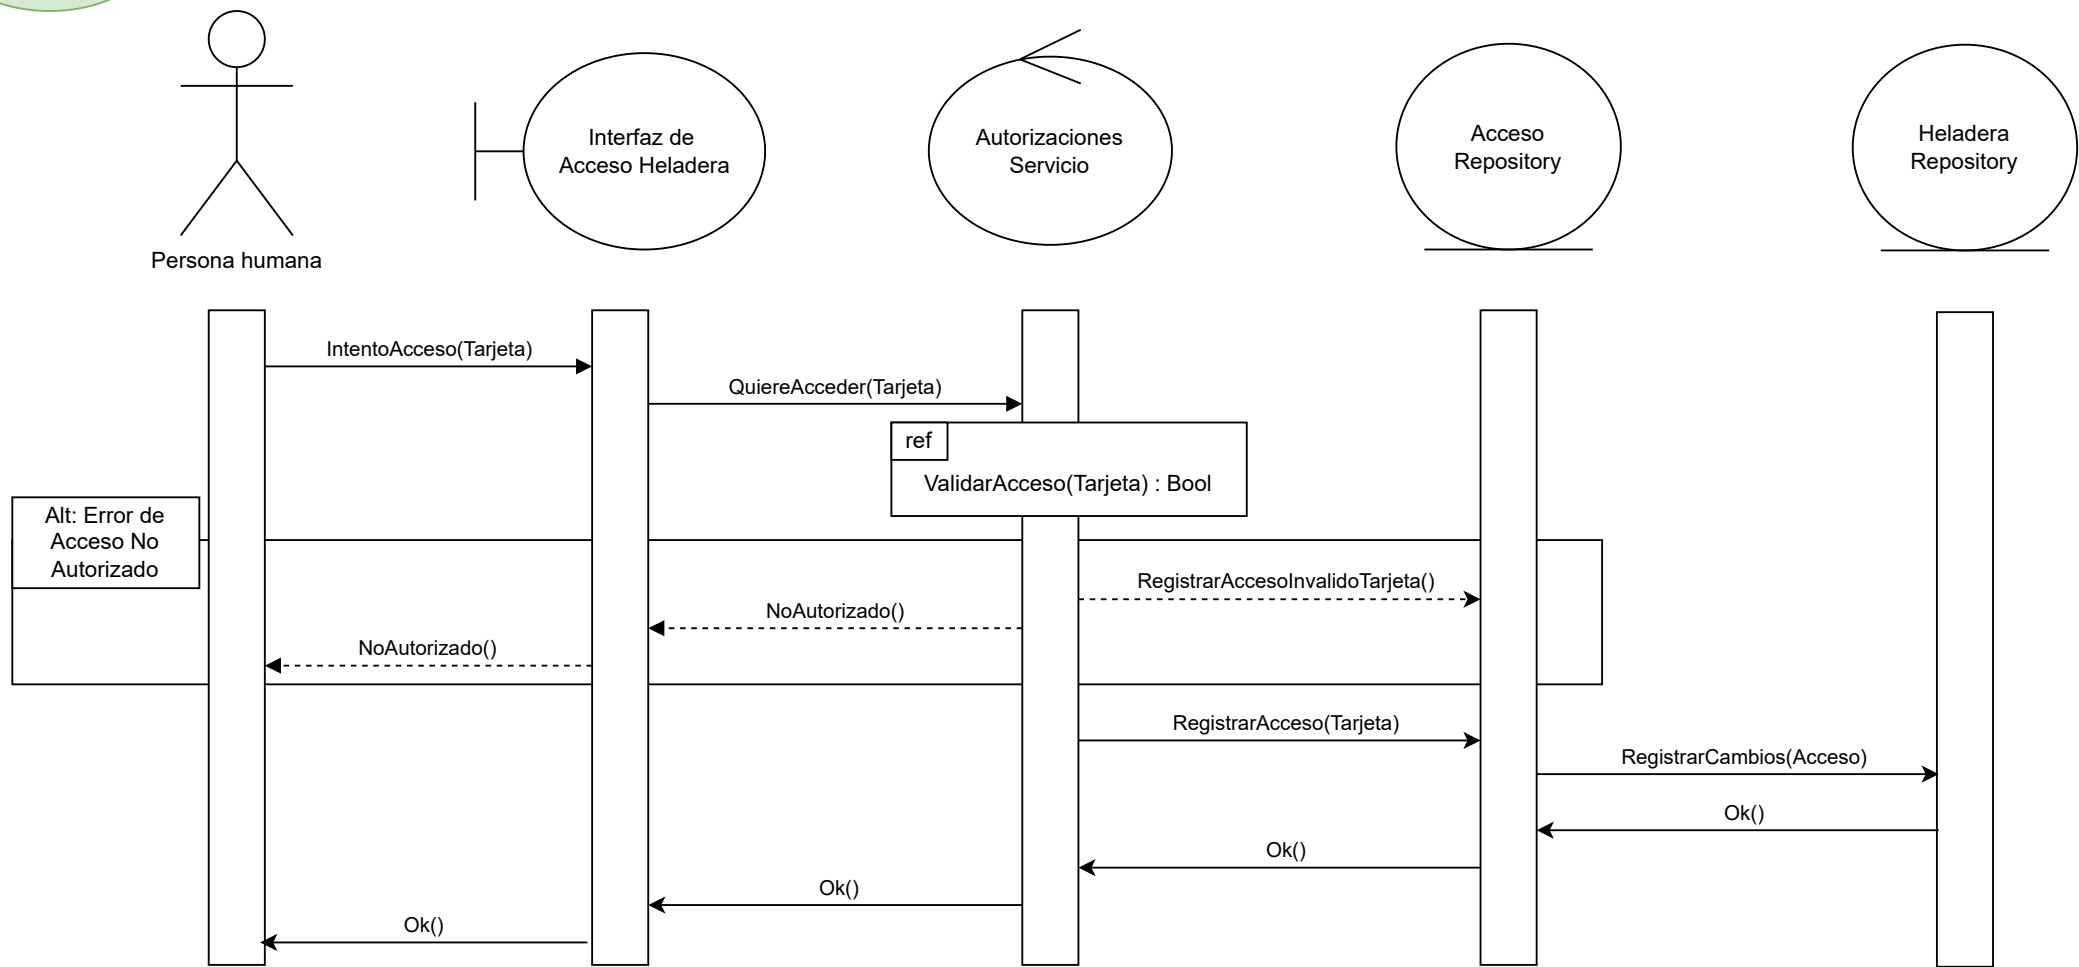 Interfaz de
Acceso Heladera
Autorizaciones
Servicio
Acceso
Repository
Heladera
Repository
Persona humana
IntentoAcceso(Tarjeta)
QuiereAcceder(Tarjeta)
ref
ValidarAcceso(Tarjeta) : Bool
Alt: Error de
Acceso No
Autorizado
RegistrarAccesoInvalidoTarjeta()
NoAutorizado()
NoAutorizado()
RegistrarAcceso(Tarjeta)
RegistrarCambios(Acceso)
Ok()
Ok()
Ok()
Ok()